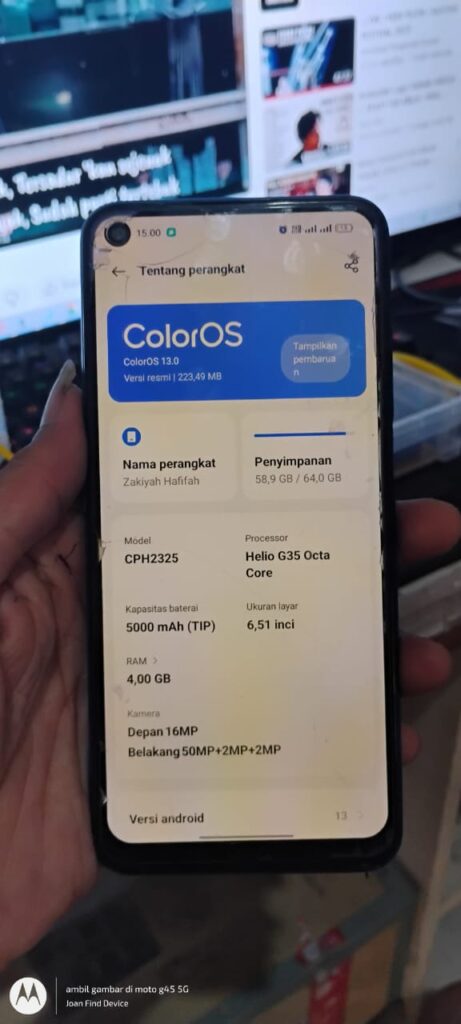 15.00
Tentang perangkat
ColorOS
ColorOS 13.0
Versi resmi | 223,49 MB
Tampilkan
pembarua
n
Nama perangkat
Zakiyah Hafifah
Penyimpanan
58,9 GB / 64,0 GB
Model
CPH2325
Processor
Helio G35 Octa
Core
Kapasitas baterai
5000 mAh (TIP)
Ukuran layar
6,51 inci
RAM >
4,00 GB
Kamera
Depan 16MP
Belakang 50MP+2MP+2MP
Versi android
13 >
ambil gambar di moto g45 5G
Joan Find Device